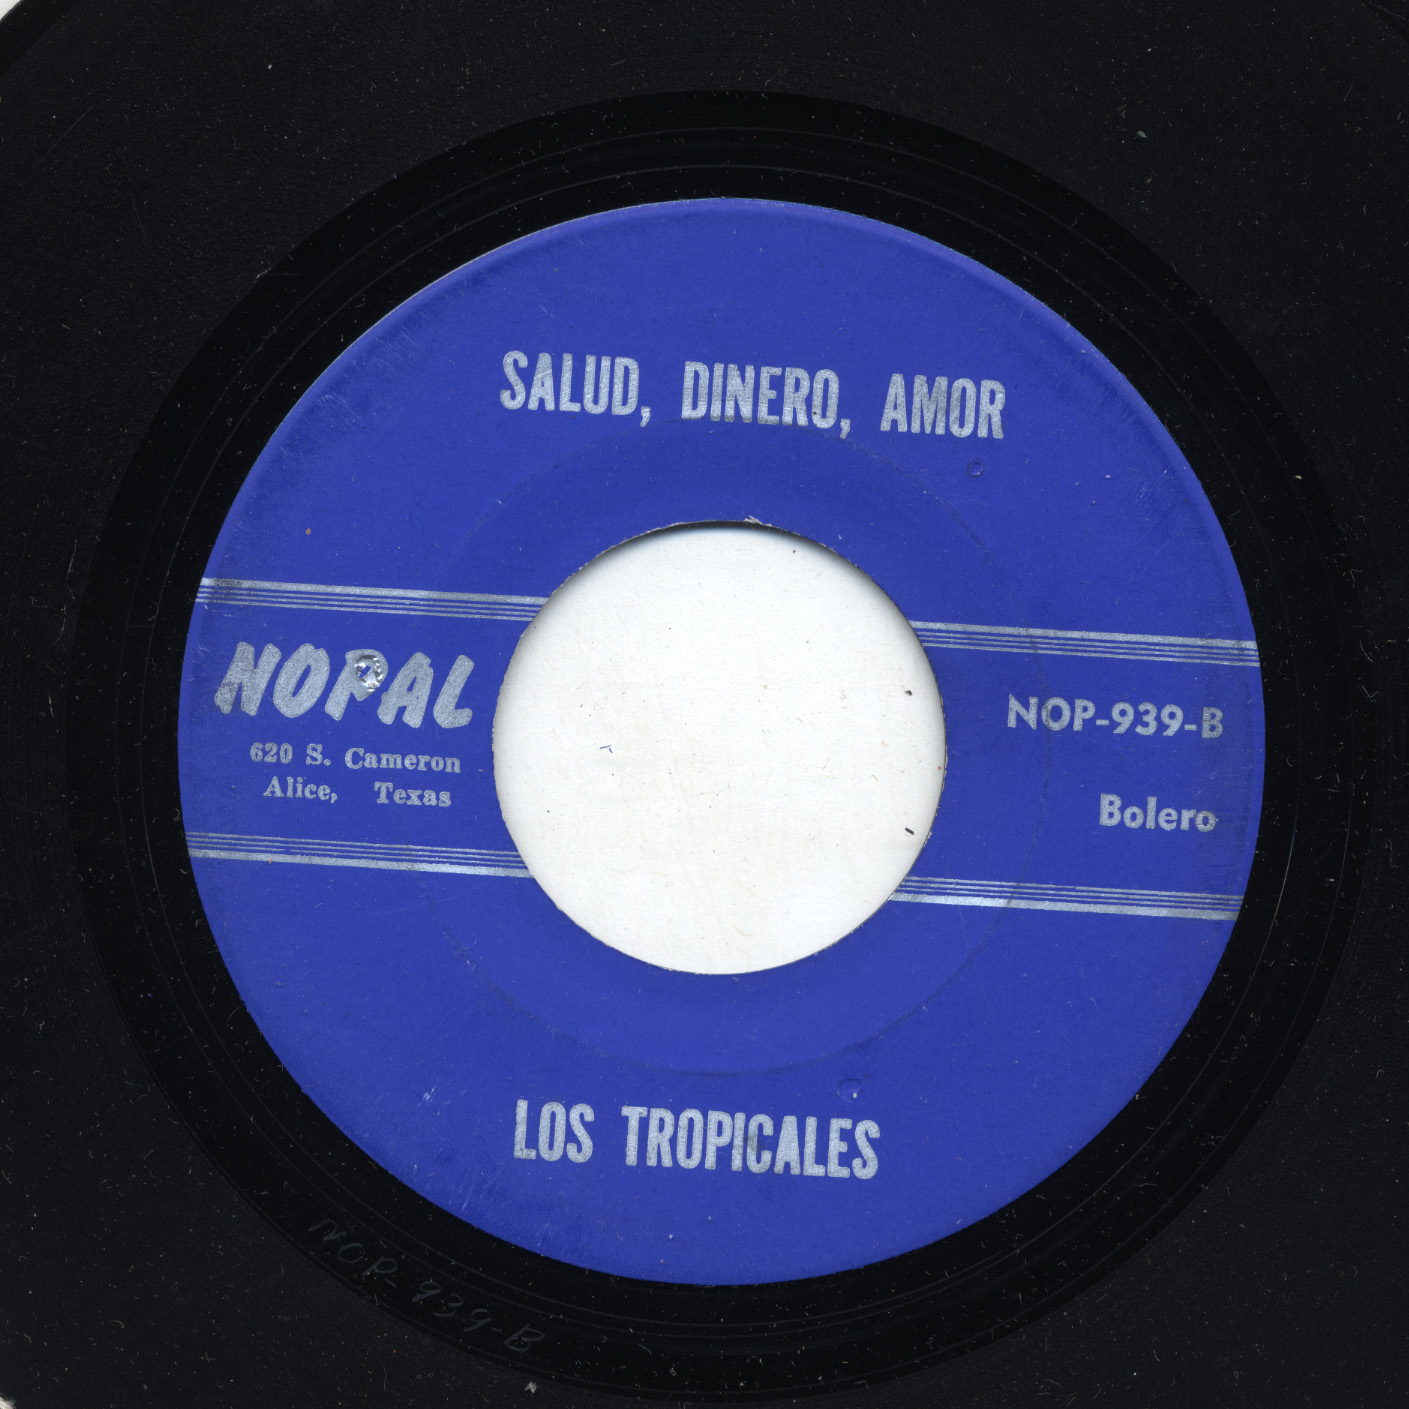 SALUD, DINERO, AMOR
NOPAL
620 S. Cameron
Alice, Texas
NOP-939-B
Bolero
LOS TROPICALES
NOP-939-B